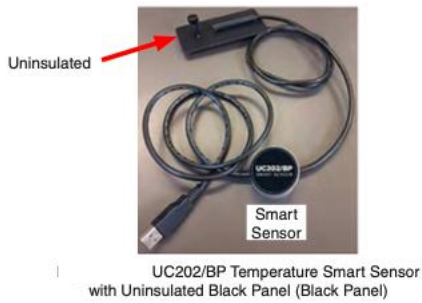 Uninsulated
UC202/BP
SMART SENSOR
Smart
Sensor
UC202/BP Temperature Smart Sensor
with Uninsulated Black Panel (Black Panel)